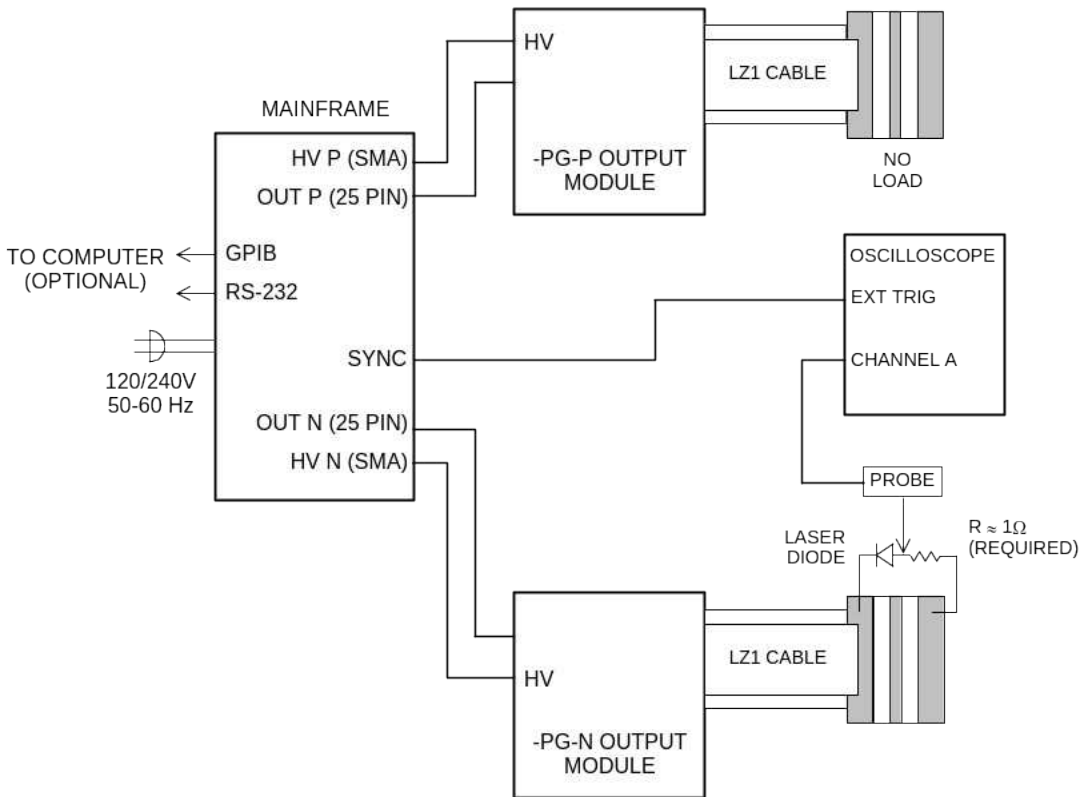 MAINFRAME
HV P (SMA)
OUT P (25 PIN)
GPIB
RS-232
SYNC
OUT N (25 PIN)
HV N (SMA)
TO COMPUTER
(OPTIONAL)
120/240V
50-60 Hz
HV
-PG-P OUTPUT
MODULE
LZ1 CABLE
NO
LOAD
OSCILLOSCOPE
EXT TRIG
CHANNEL A
PROBE
LASER
DIODE
R ≈ 1Ω
(REQUIRED)
HV
-PG-N OUTPUT
MODULE
LZ1 CABLE